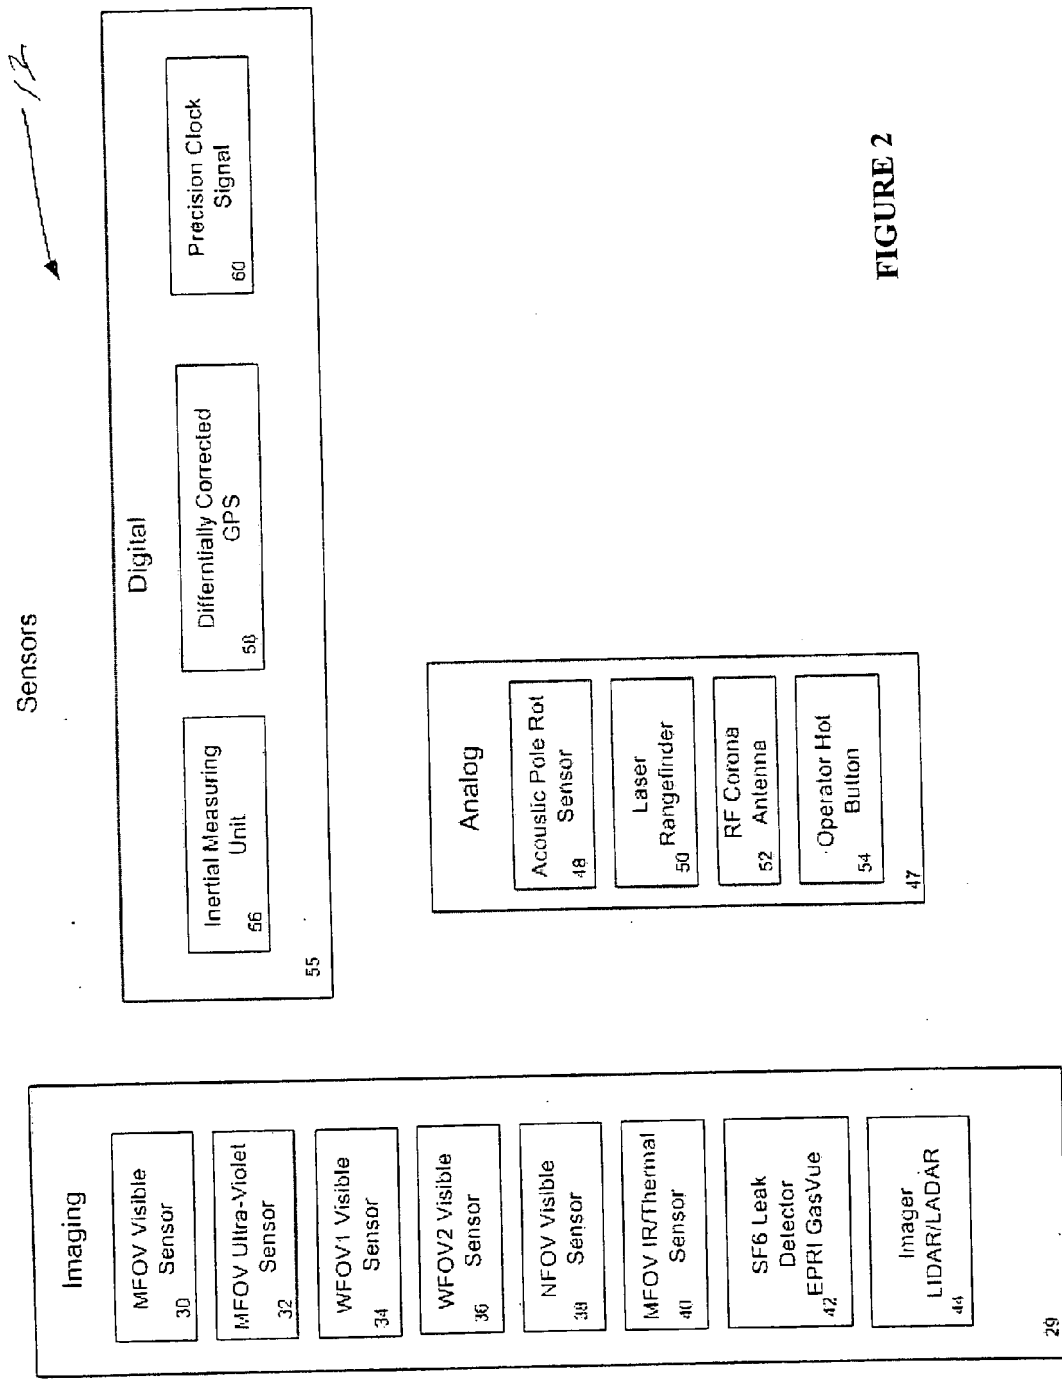 Sensors
12
Imaging
MFOV Visible
Sensor
30
MFOV Ultra-Violet
Sensor
32
WFOV1 Visible
Sensor
34
WFOV2 Visible
Sensor
36
NFOV Visible
Sensor
38
MFOV IR/Thermal
Sensor
40
SF6 Leak
Detector
EPRI GasVue
42
Imager
LIDAR/LADAR
44
29
Digital
Inertial Measuring
Unit
56
Differntially Corrected
GPS
58
Precision Clock
Signal
60
55
Analog
Acoustic Pole Rot
Sensor
48
Laser
Rangefinder
50
RF Corona
Antenna
52
Operator Hot
Button
54
47
FIGURE 2